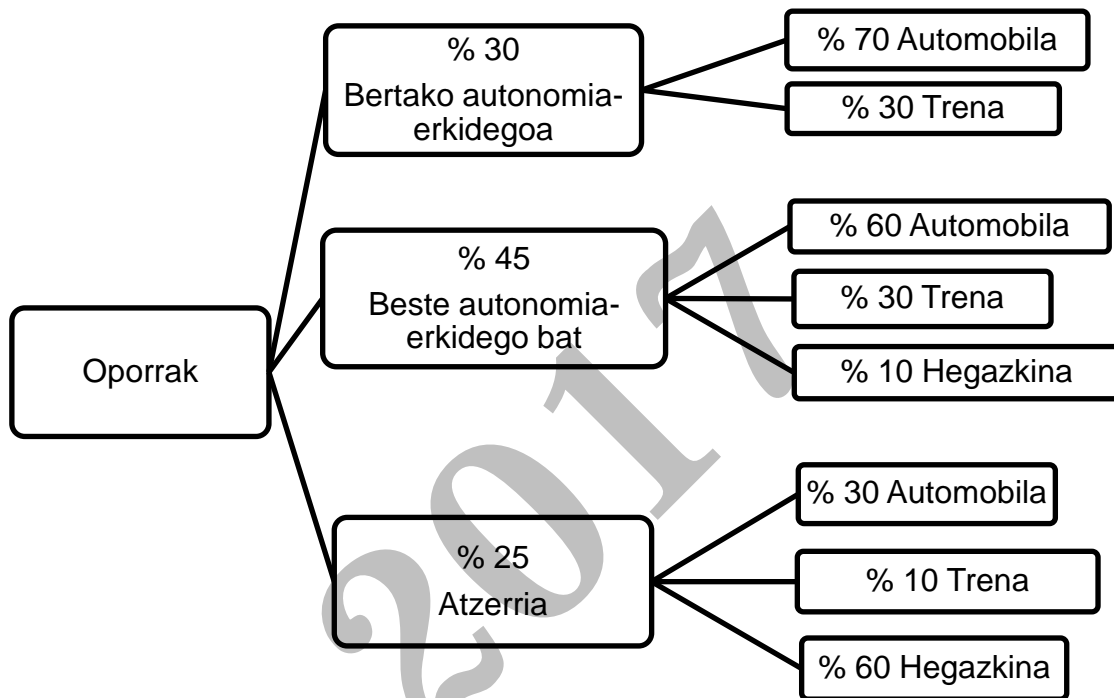 % 30
Bertako autonomia-
erkidegoa
% 70 Automobila
% 30 Trena
% 45
Beste autonomia-
erkidego bat
% 60 Automobila
% 30 Trena
% 10 Hegazkina
Oporrak
% 25
Atzerria
% 30 Automobila
% 10 Trena
% 60 Hegazkina
2017